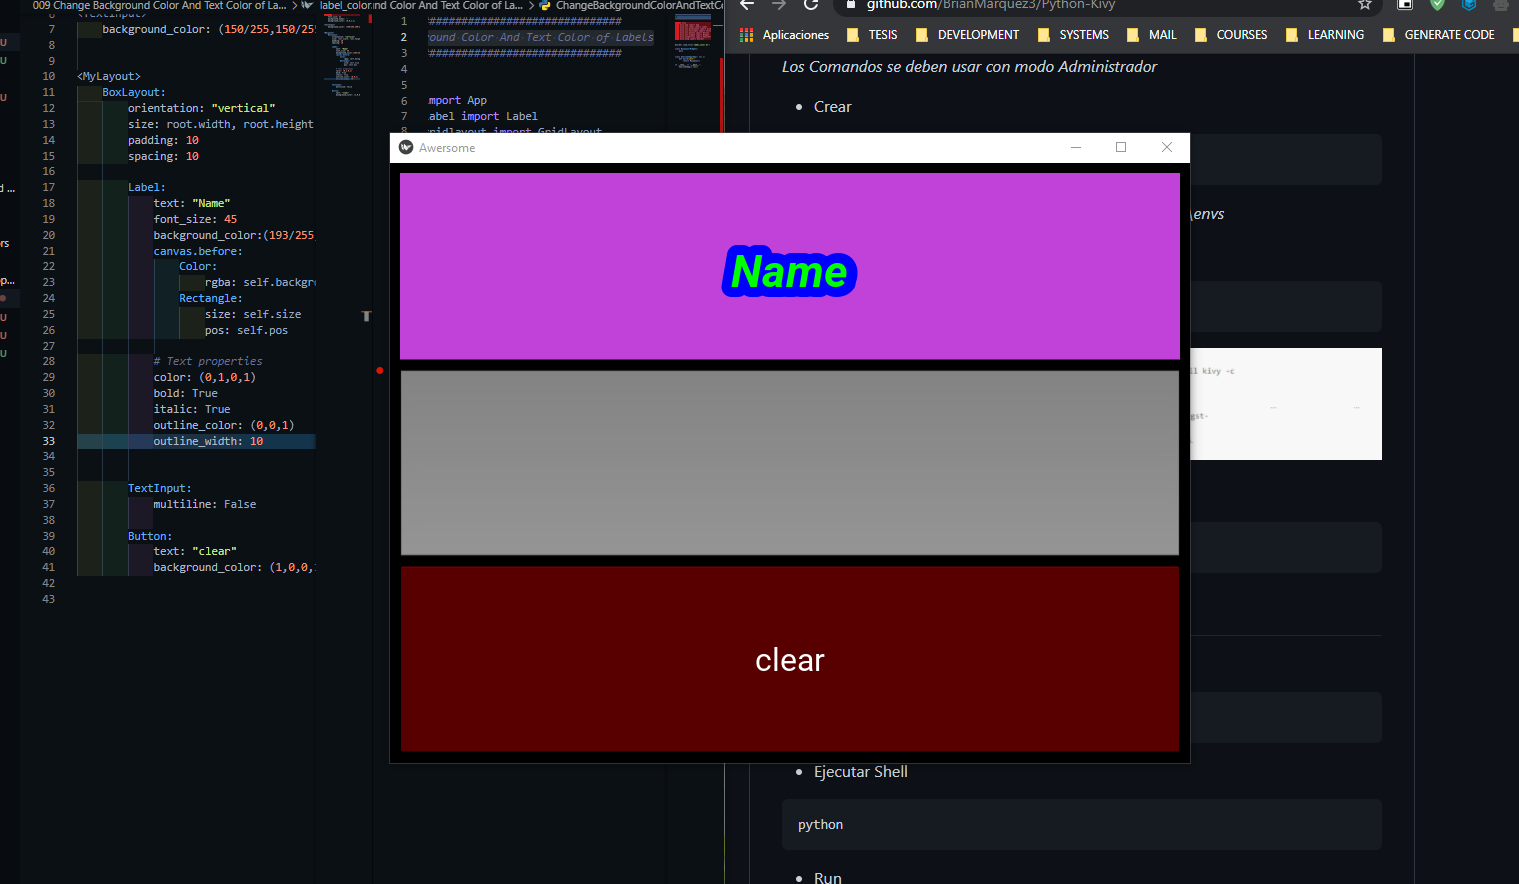 009 Change Background Color And Text Color of La... > label_color
nd Color And Text Color of La... > ChangeBackgroundColorAndTextCo
github.com/BrianMarquez3/Python-Kivy
Aplicaciones
TESIS
DEVELOPMENT
SYSTEMS
MAIL
COURSES
LEARNING
GENERATE CODE
6 <TextInput>
7 background_color: (150/255,150/255
8
9
10 <MyLayout>
11 BoxLayout:
12 orientation: "vertical"
13 size: root.width, root.height
14 padding: 10
15 spacing: 10
16
17 Label:
18 text: "Name"
19 font_size: 45
20 background_color:(193/255,
21 canvas.before:
22 Color:
23 rgba: self.backgro
24 Rectangle:
25 size: self.size
26 pos: self.pos
27
28 # Text properties
29 color: (0,1,0,1)
30 bold: True
31 italic: True
32 outline_color: (0,0,1)
33 outline_width: 10
34
35
36 TextInput:
37 multiline: False
38
39 Button:
40 text: "clear"
41 background_color: (1,0,0,
42
43
1 ##############################
2 ound Color And Text Color of Labels
3 ##############################
4
5
6 mport App
7 abel import Label
8 gridlayout import GridLayout
Awersome
Name
clear
Los Comandos se deben usar con modo Administrador
Crear
\envs
ll kivy -c
ngst-
Ejecutar Shell
python
Run